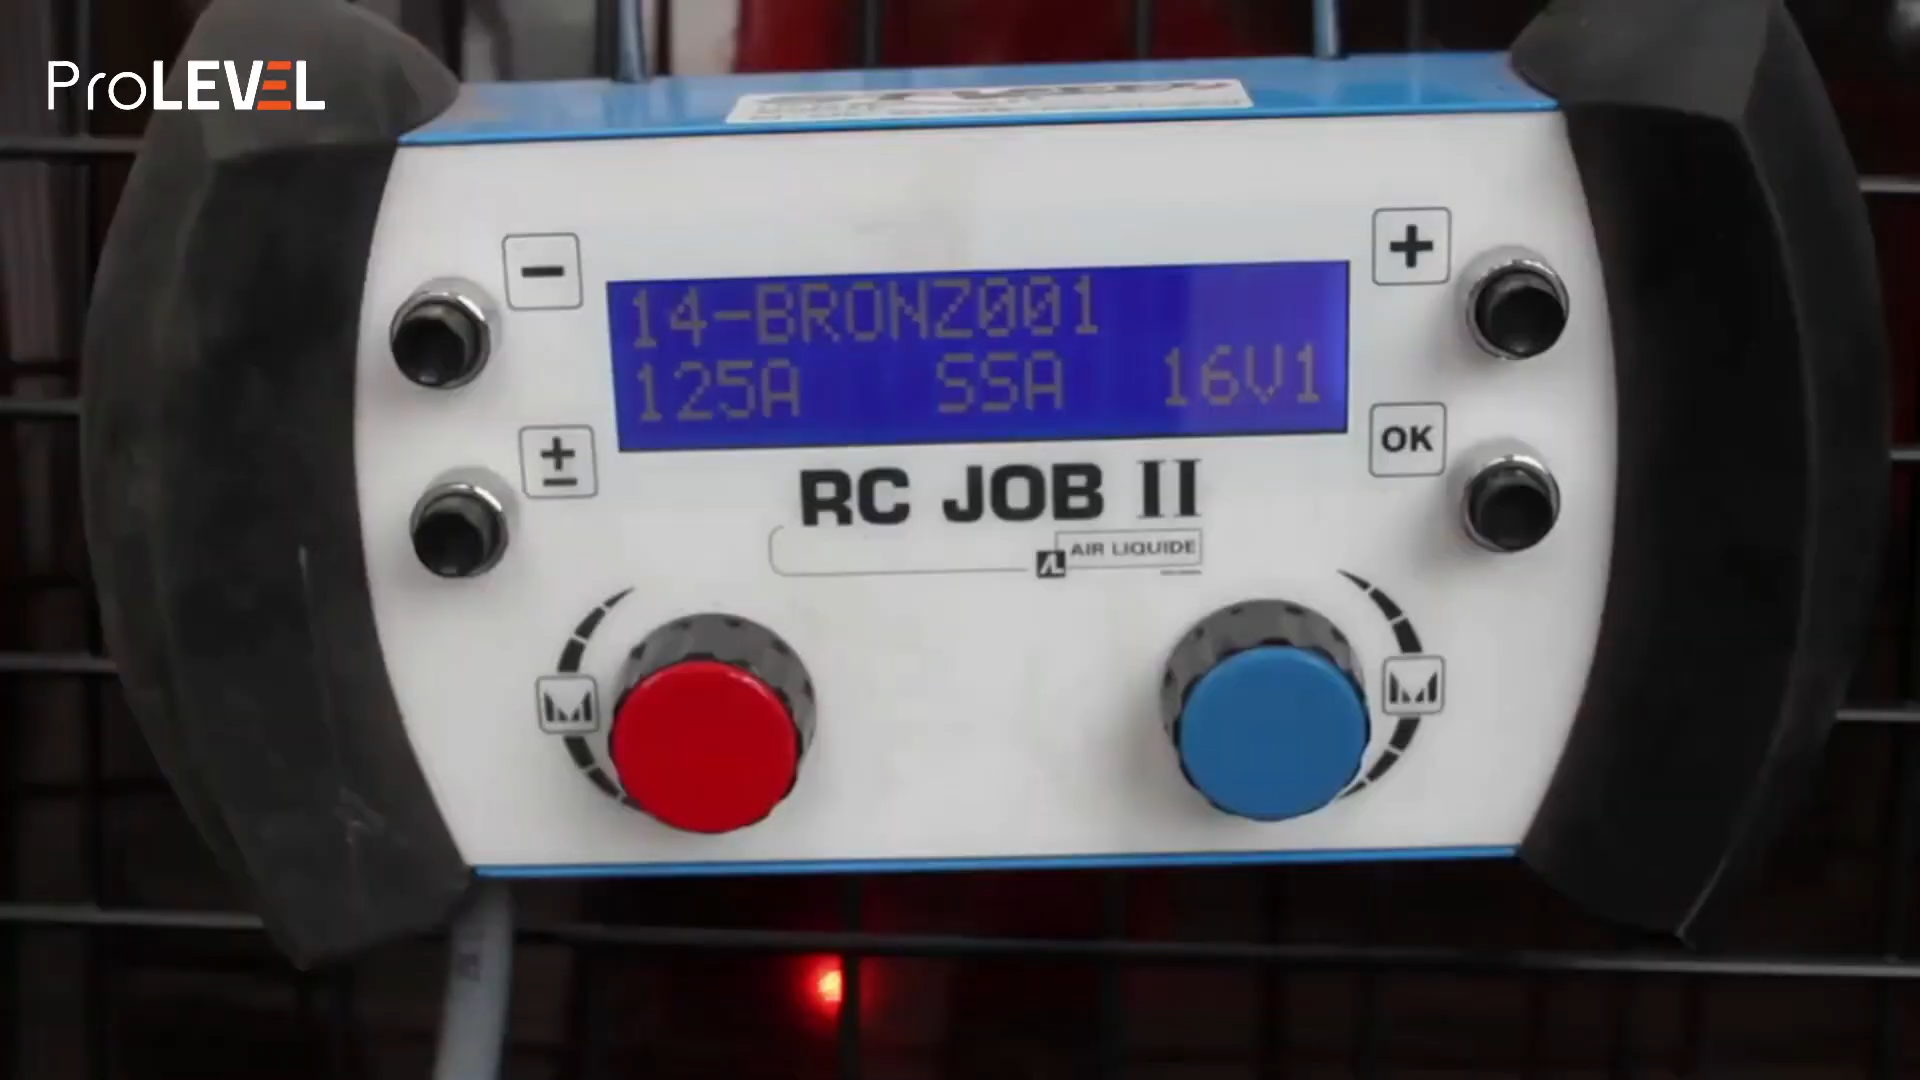 ProLEVEL
14-BRONZ001
125A SSA 16V1
RC JOB II
AIR LIQUIDE
OK